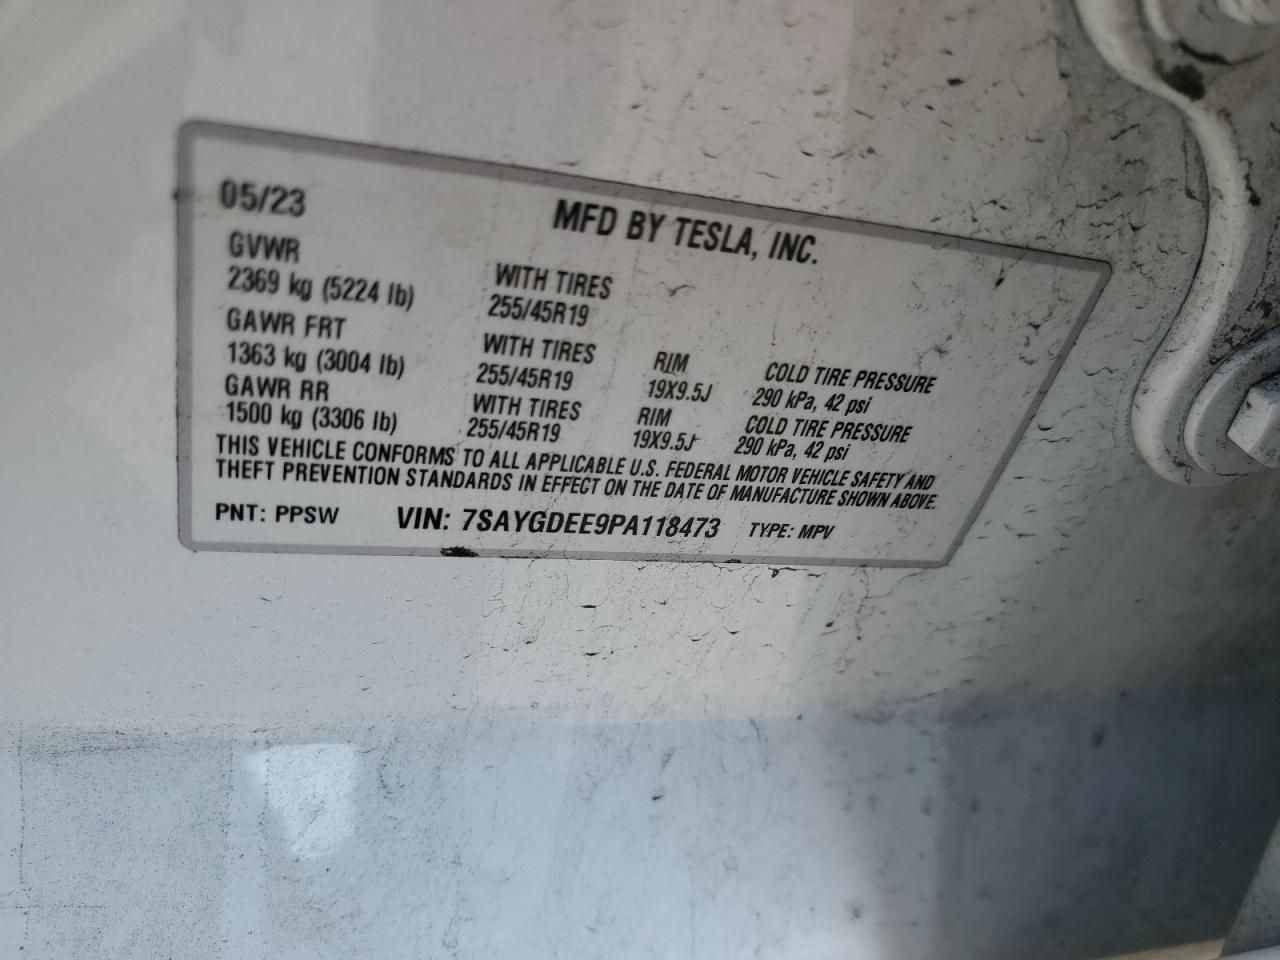 05/23
MFD BY TESLA, INC.
GVWR
2369 kg (5224 lb)
WITH TIRES
255/45R19
GAWR FRT
1363 kg (3004 lb)
WITH TIRES
255/45R19
RIM
19X9.5J
COLD TIRE PRESSURE
290 kPa, 42 psi
GAWR RR
1500 kg (3306 lb)
WITH TIRES
255/45R19
RIM
19X9.5J
COLD TIRE PRESSURE
290 kPa, 42 psi
THIS VEHICLE CONFORMS TO ALL APPLICABLE U.S. FEDERAL MOTOR VEHICLE SAFETY AND
THEFT PREVENTION STANDARDS IN EFFECT ON THE DATE OF MANUFACTURE SHOWN ABOVE.
PNT: PPSW VIN: 7SAYGDEE9PA118473 TYPE: MPV